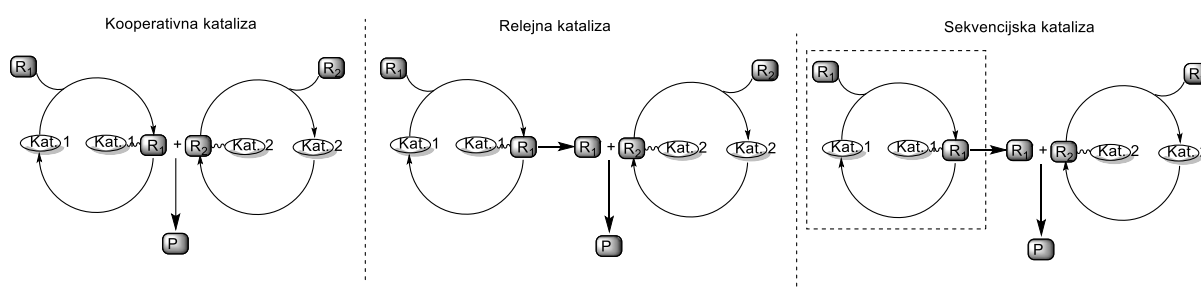 Kooperativna kataliza
R1
R2
Kat. 1
Kat. 1
R1
+
R2
Kat. 2
Kat. 2
P
Relejna kataliza
R1
R2
Kat. 1
Kat. 1
R1
R1
+
R2
Kat. 2
Kat. 2
P
Sekvencijska kataliza
R1
R
Kat. 1
Kat. 1
R1
R1
+
R2
Kat. 2
Kat.
P